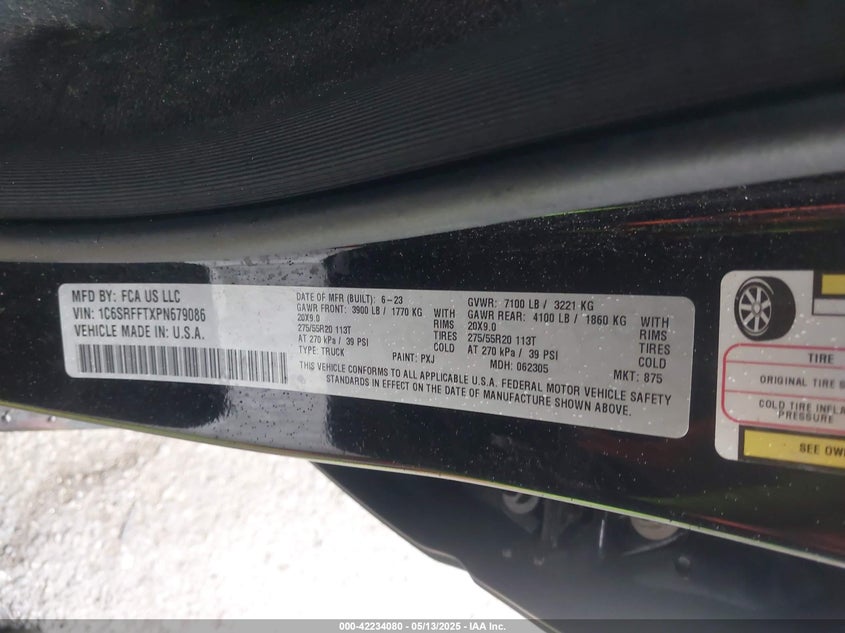 MFD BY: FCA US LLC
VIN: 1C6SRFFTXPN679086
VEHICLE MADE IN U.S.A.
DATE OF MFR (BUILT): 6-23
GAWR FRONT: 3900 LB / 1770 KG WITH
20X9.0 RIMS
275/55R20 113T TIRES
AT 270 kPa / 39 PSI COLD
TYPE: TRUCK PAINT: PXJ
GVWR: 7100 LB / 3221 KG
GAWR REAR: 4100 LB / 1860 KG WITH
20X9.0 RIMS
275/55R20 113T TIRES
AT 270 kPa / 39 PSI COLD
MDH: 062305 MKT: 875
THIS VEHICLE CONFORMS TO ALL APPLICABLE U.S.A. FEDERAL MOTOR VEHICLE SAFETY
STANDARDS IN EFFECT ON THE DATE OF MANUFACTURE SHOWN ABOVE.
TIRE
ORIGINAL TIRE S
COLD TIRE INFLA
PRESSURE
SEE OWN
000-42234080 - 05/13/2025 - IAA Inc.